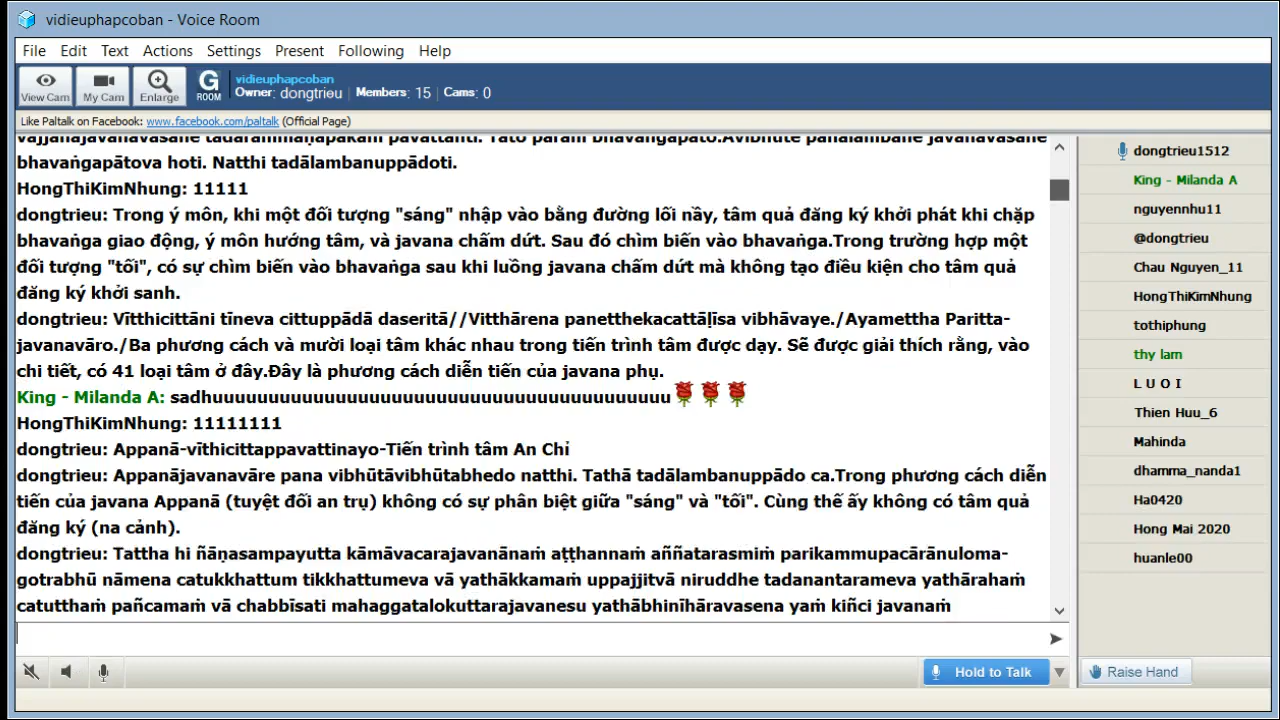 vidieuphapcoban - Voice Room
File Edit Text Actions Settings Present Following Help
View Cam My Cam Enlarge G ROOM
vidieuphapcoban
Owner: dongtrieu | Members: 15 | Cams: 0
Like Paltalk on Facebook: www.facebook.com/paltalk (Official Page)
bhavaṅgapātova hoti. Natthi tadālambanuppādoti.
HongThiKimNhung: 11111
dongtrieu: Trong ý môn, khi một đối tượng "sáng" nhập vào bằng đường lối nầy, tâm quả đăng ký khởi phát khi chặp
bhavaṅga giao động, ý môn hướng tâm, và javana chấm dứt. Sau đó chìm biến vào bhavaṅga.Trong trường hợp một
đối tượng "tối", có sự chìm biến vào bhavaṅga sau khi luồng javana chấm dứt mà không tạo điều kiện cho tâm quả
đăng ký khởi sanh.
dongtrieu: Vītthicittāni tīneva cittuppādā daseritā//Vitthārena panetthekacattāḷīsa vibhāvaye./Ayamettha Paritta-
javanavāro./Ba phương cách và mười loại tâm khác nhau trong tiến trình tâm được dạy. Sẽ được giải thích rằng, vào
chi tiết, có 41 loại tâm ở đây.Đây là phương cách diễn tiến của javana phụ.
King - Milanda A: sadhuuuuuuuuuuuuuuuuuuuuuuuuuuuuuuuuuuuuuuuuu
HongThiKimNhung: 11111111
dongtrieu: Appanā-vīthicittappavattinayo-Tiến trình tâm An Chỉ
dongtrieu: Appanājavanavāre pana vibhūtāvibhūtabhedo natthi. Tathā tadālambanuppādo ca.Trong phương cách diễn
tiến của javana Appanā (tuyệt đối an trụ) không có sự phân biệt giữa "sáng" và "tối". Cùng thế ấy không có tâm quả
đăng ký (na cảnh).
dongtrieu: Tattha hi ñāṇasampayutta kāmāvacarajavanānaṁ aṭṭhannaṁ aññatarasmiṁ parikammupacārānuloma-
gotrabhū nāmena catukkhattum tikkhattumeva vā yathākkamaṁ uppajjitvā niruddhe tadanantarameva yathārahaṁ
catutthaṁ pañcamaṁ vā chabbīsati mahaggatalokuttarajavanesu yathābhinīhāravasena yaṁ kiñci javanaṁ
dongtrieu1512
King - Milanda A
nguyennhu11
@dongtrieu
Chau Nguyen_11
HongThiKimNhung
tothiphung
thy lam
L U O I
Thien Huu_6
Mahinda
dhamma_nanda1
Ha0420
Hong Mai 2020
huanle00
Hold to Talk
Raise Hand